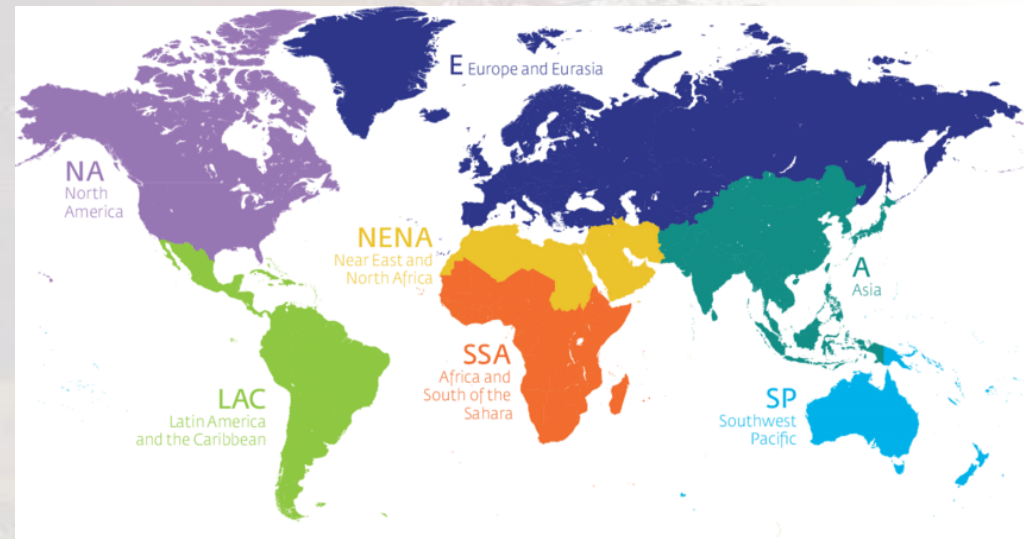 E Europe and Eurasia
NA
North
America
NENA
Near East and
North Africa
A
Asia
SSA
Africa and
South of the
Sahara
LAC
Latin America
and the Caribbean
SP
Southwest
Pacific